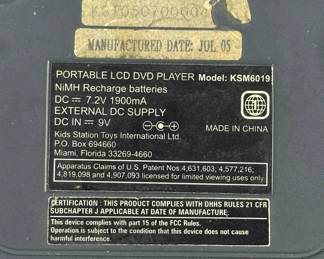 KST050700004
MANUFACTURED DATE: JUL 05
PORTABLE LCD DVD PLAYER Model: KSM6019
NiMH Recharge batteries
DC 7.2V 1900mA
EXTERNAL DC SUPPLY
DC IN 9V
MADE IN CHINA
Kids Station Toys International Ltd.
P.O. Box 694660
Miami, Florida 33269-4660
Apparatus Claims of U.S. Patent Nos.4,631,603; 4,577,216;
4,819,098 and 4,907,093 licensed for limited viewing uses only
CERTIFICATION : THIS PRODUCT COMPLIES WITH DHHS RULES 21 CFR
SUBCHAPTER J APPLICABLE AT DATE OF MANUFACTURE.
This device complies with part 15 of the FCC Rules.
Operation is subject to the condition that this device does not cause
harmful interference.